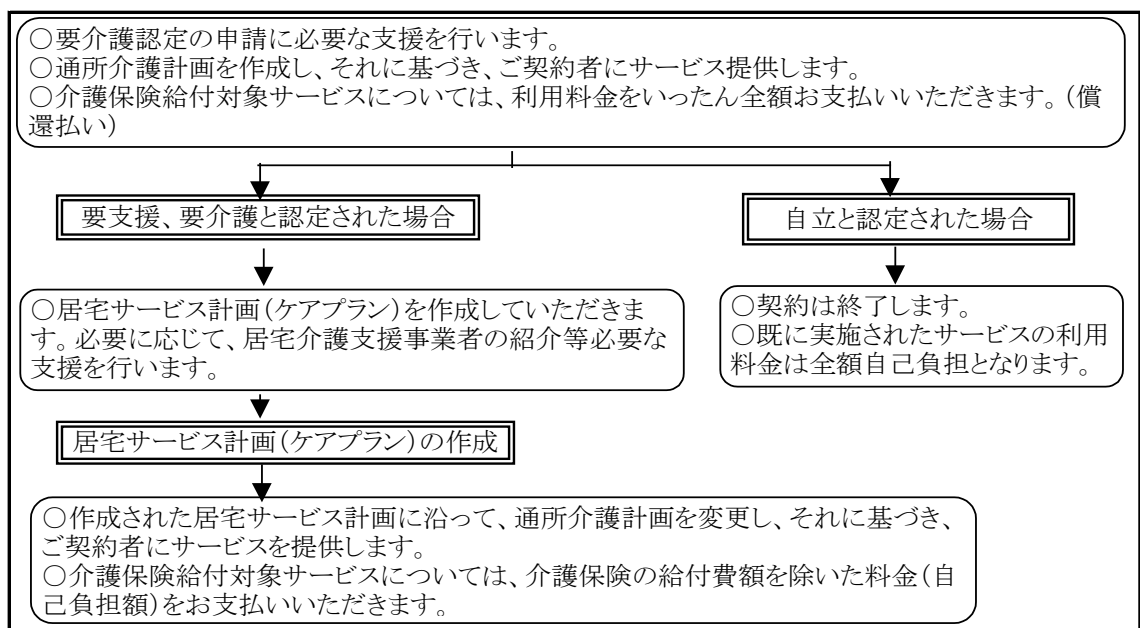 ○要介護認定の申請に必要な支援を行います。
○通所介護計画を作成し、それに基づき、ご契約者にサービス提供します。
○介護保険給付対象サービスについては、利用料金をいったん全額お支払いいただきます。(償
還払い)
要支援、要介護と認定された場合
自立と認定された場合
○居宅サービス計画(ケアプラン)を作成していただきま
す。必要に応じて、居宅介護支援事業者の紹介等必要な
支援を行います。
○契約は終了します。
○既に実施されたサービスの利用
料金は全額自己負担となります。
居宅サービス計画(ケアプラン)の作成
○作成された居宅サービス計画に沿って、通所介護計画を変更し、それに基づき、
ご契約者にサービスを提供します。
○介護保険給付対象サービスについては、介護保険の給付費額を除いた料金(自
己負担額)をお支払いいただきます。